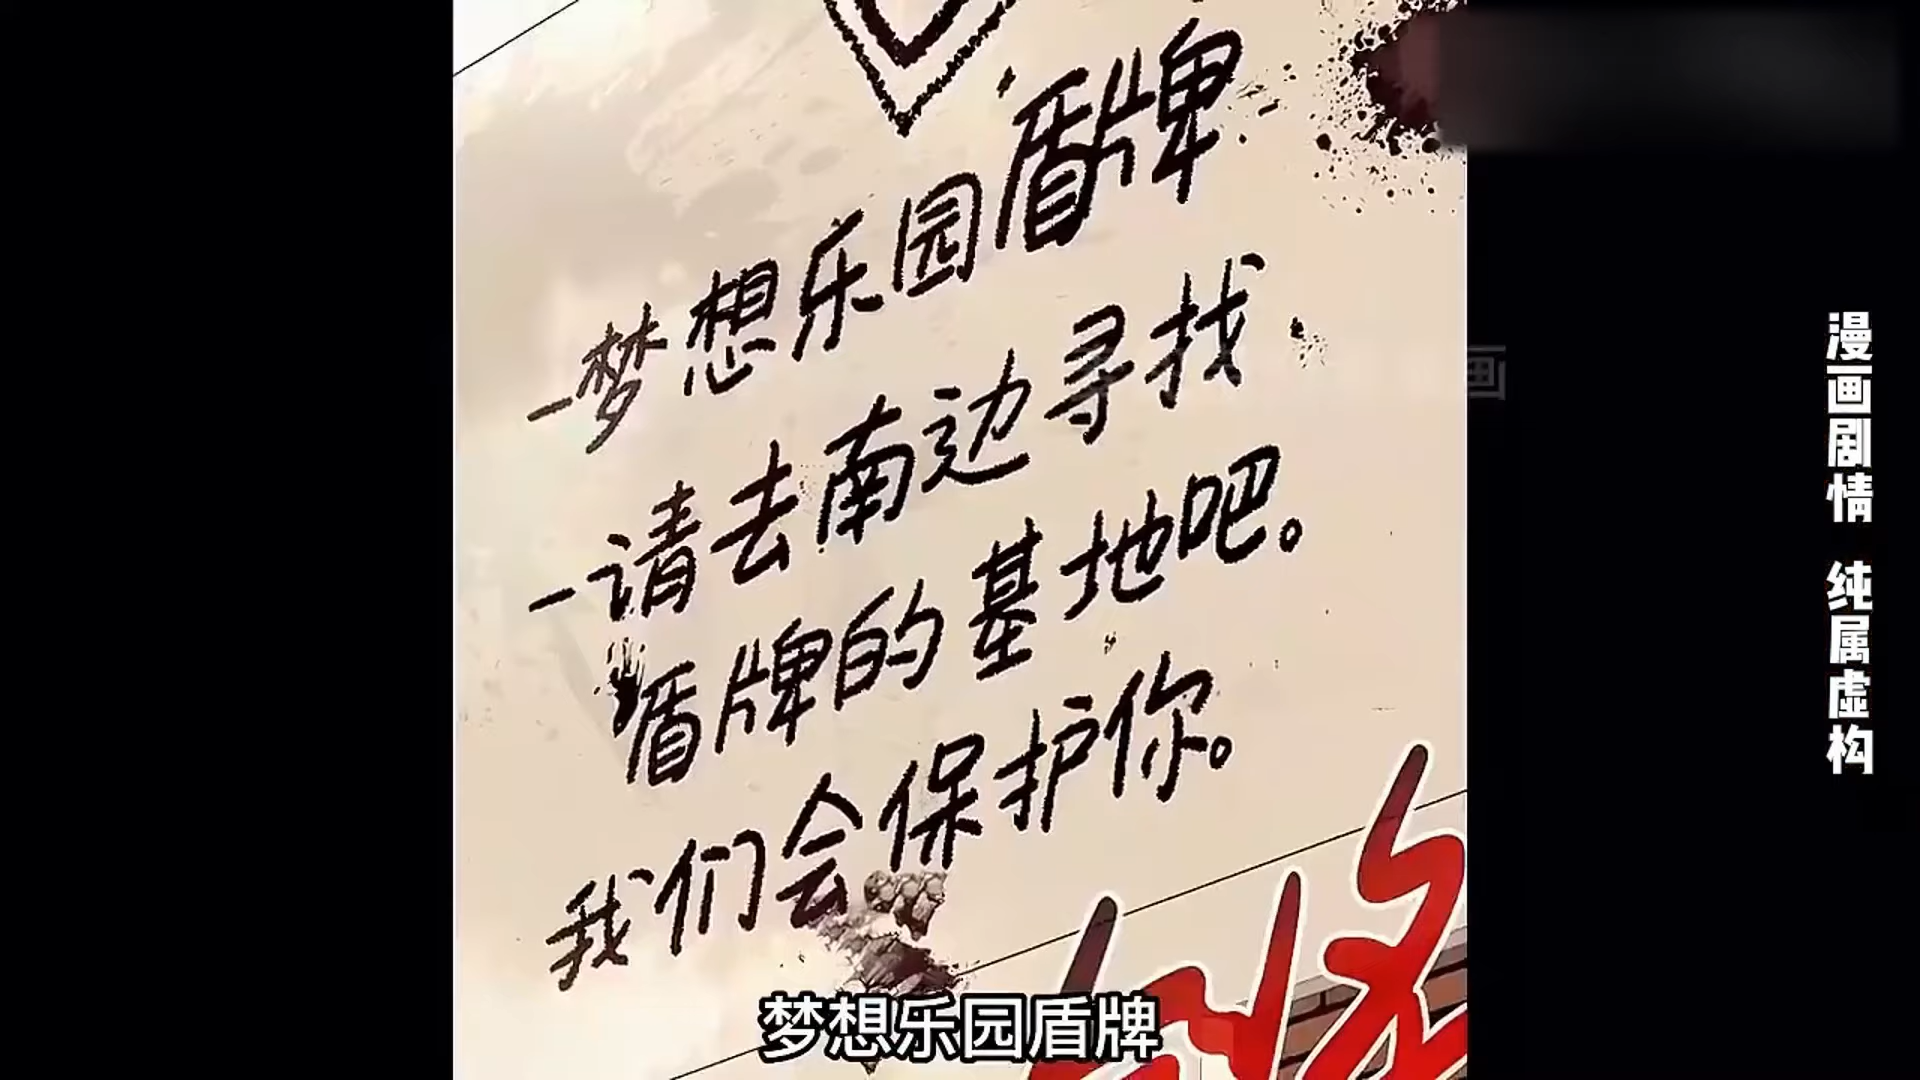 -梦想乐园盾牌
-请去南边寻找
盾牌的基地吧。
我们会保护你。
画
漫画剧情 纯属虚构
梦想乐园盾牌